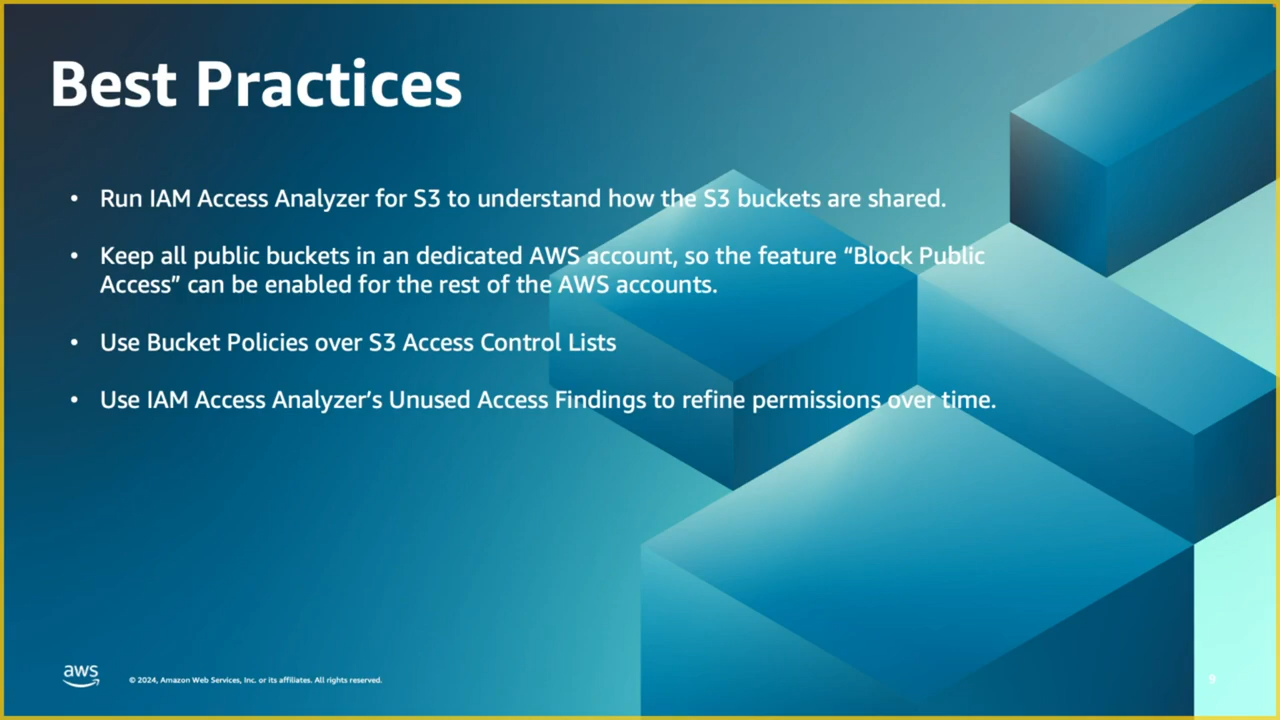 Best Practices
• Run IAM Access Analyzer for S3 to understand how the S3 buckets are shared.
• Keep all public buckets in an dedicated AWS account, so the feature “Block Public
Access” can be enabled for the rest of the AWS accounts.
• Use Bucket Policies over S3 Access Control Lists
• Use IAM Access Analyzer’s Unused Access Findings to refine permissions over time.
aws
© 2024, Amazon Web Services, Inc. or its affiliates. All rights reserved.
9